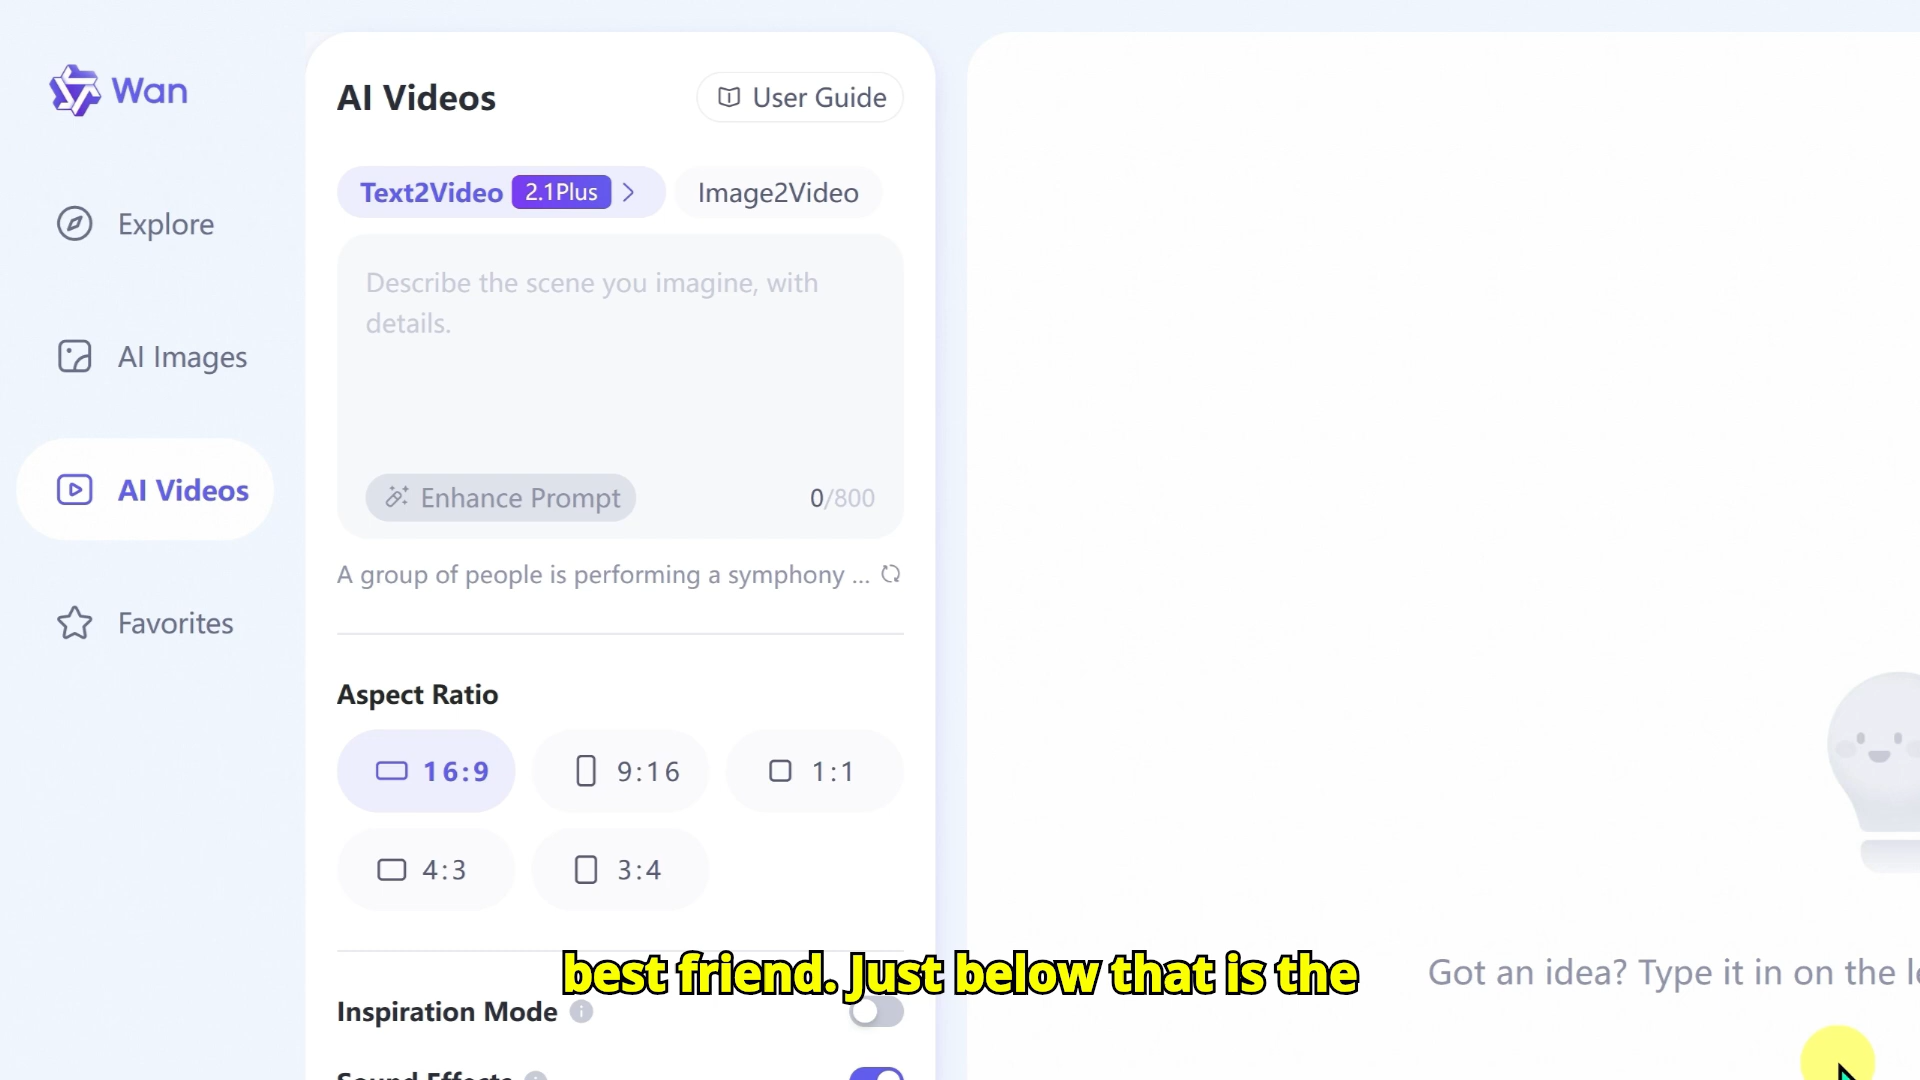 Wan
Explore
AI Images
AI Videos
Favorites
AI Videos
User Guide
Text2Video 2.1Plus
Image2Video
Describe the scene you imagine, with
details.
Enhance Prompt
0/800
A group of people is performing a symphony ...
Aspect Ratio
16:9
9:16
1:1
4:3
3:4
best friend. Just below that is the
Inspiration Mode
Sound Effects
Got an idea? Type it in on the